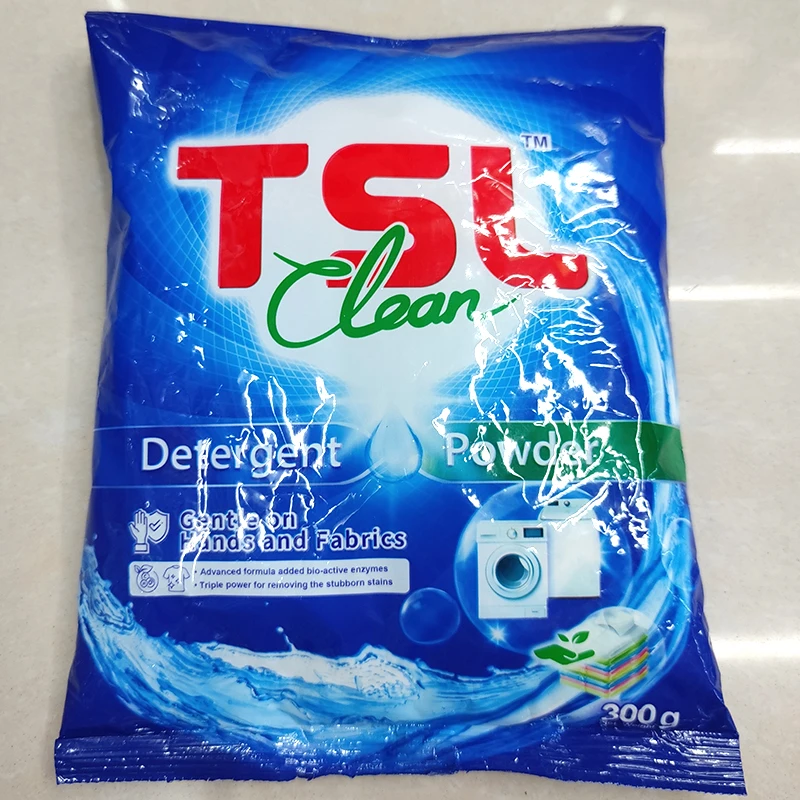 TSL™
Clean
Detergent Powder
Gentle on
Hands and Fabrics
• Advanced formula added bio-active enzymes
• Triple power for removing the stubborn stains
300 g